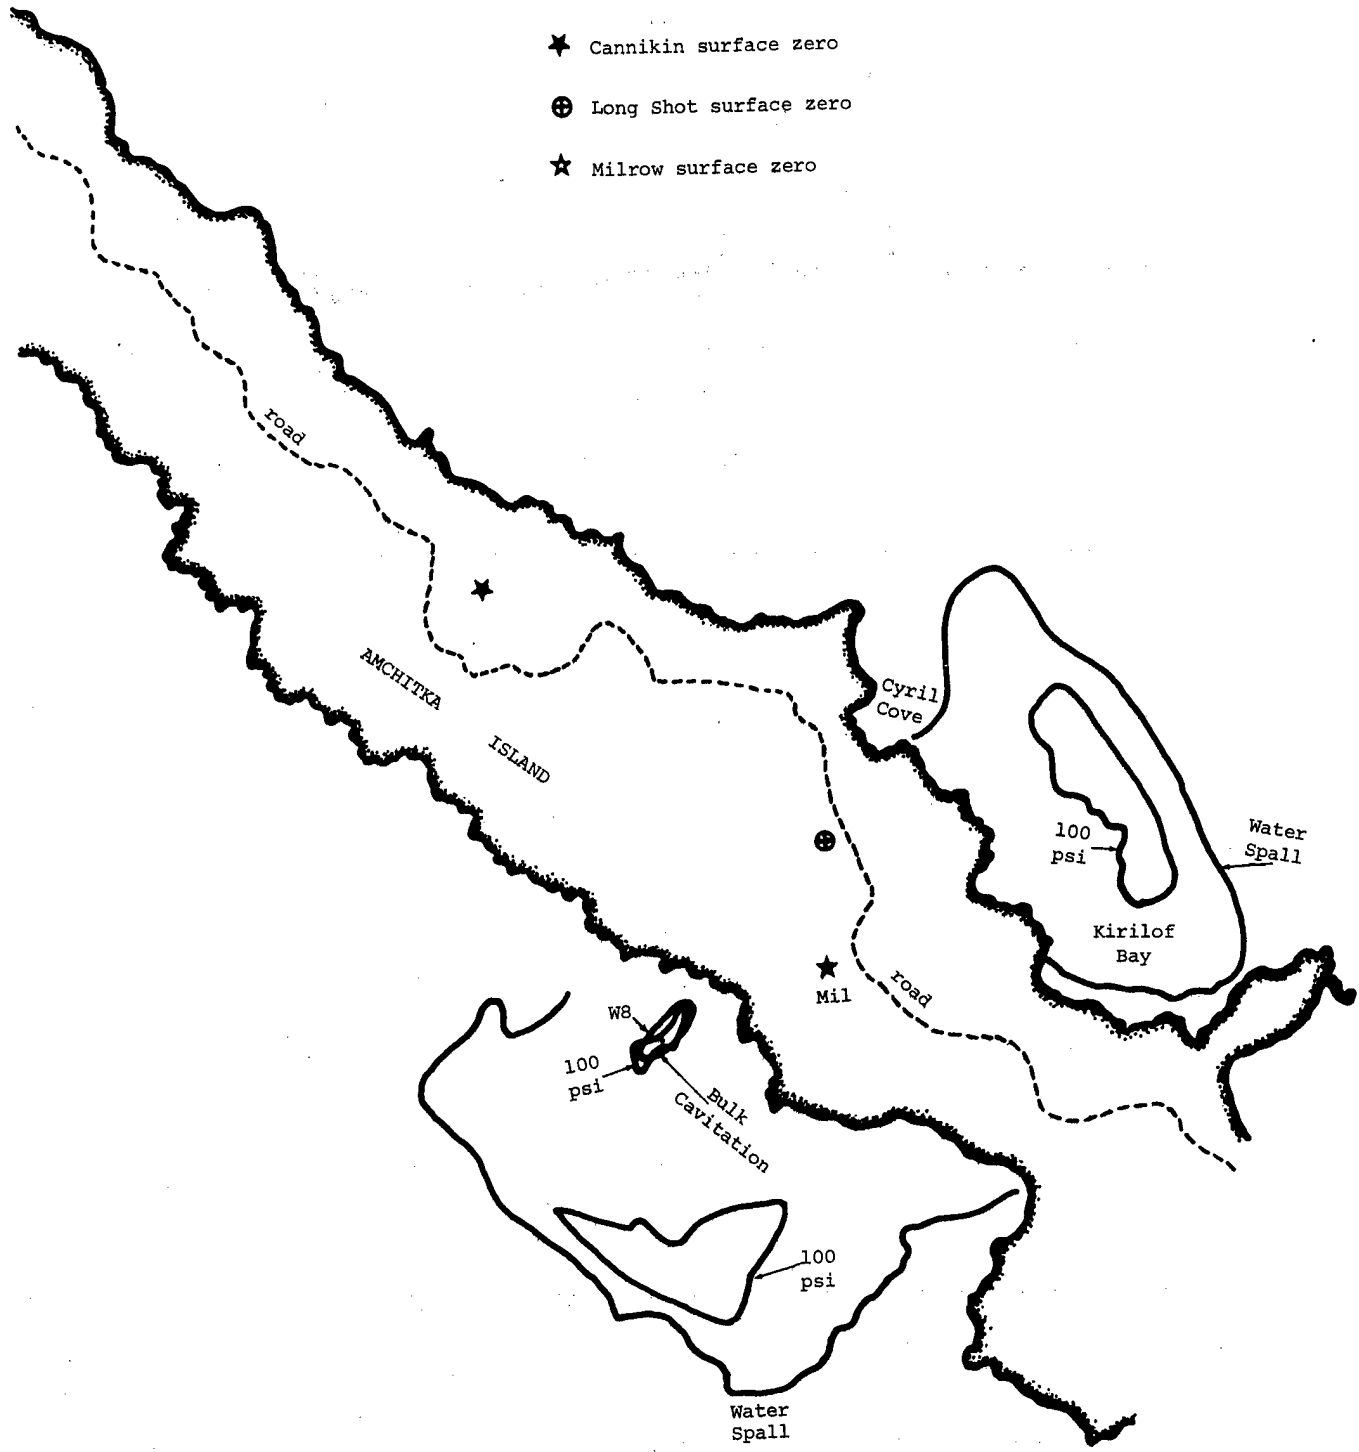 Cannikin surface zero
Long Shot surface zero
Milrow surface zero
road
AMCHITKA
ISLAND
Cyril
Cove
100
psi
Water
Spall
Kirilof
Bay
Mil
road
W8
100
psi
Bulk
Cavitation
100
psi
Water
Spall